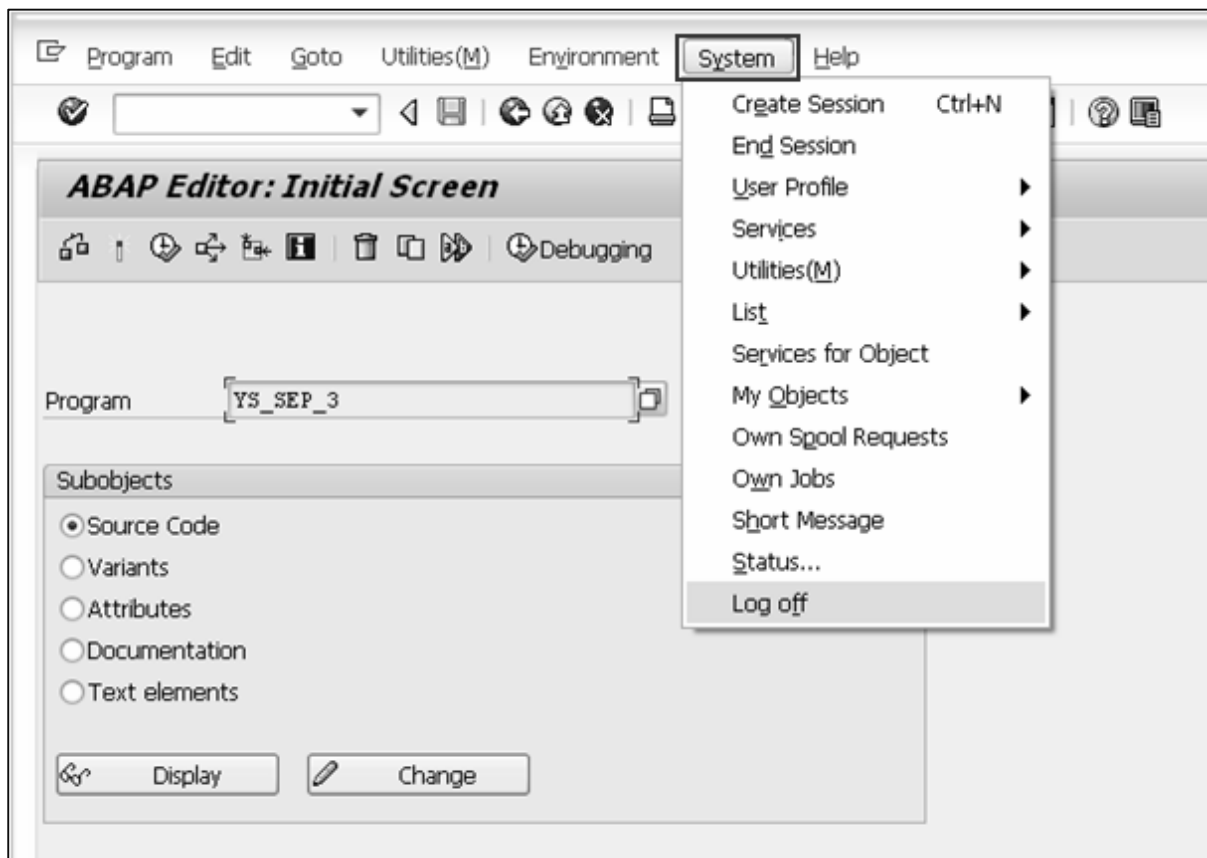 Program Edit Goto Utilities(M) Environment System Help
Create Session Ctrl+N
End Session
User Profile
Services
Utilities(M)
List
Services for Object
My Objects
Own Spool Requests
Own Jobs
Short Message
Status...
Log off
ABAP Editor: Initial Screen
Debugging
Program YS_SEP_3
Subobjects
Source Code
Variants
Attributes
Documentation
Text elements
Display Change